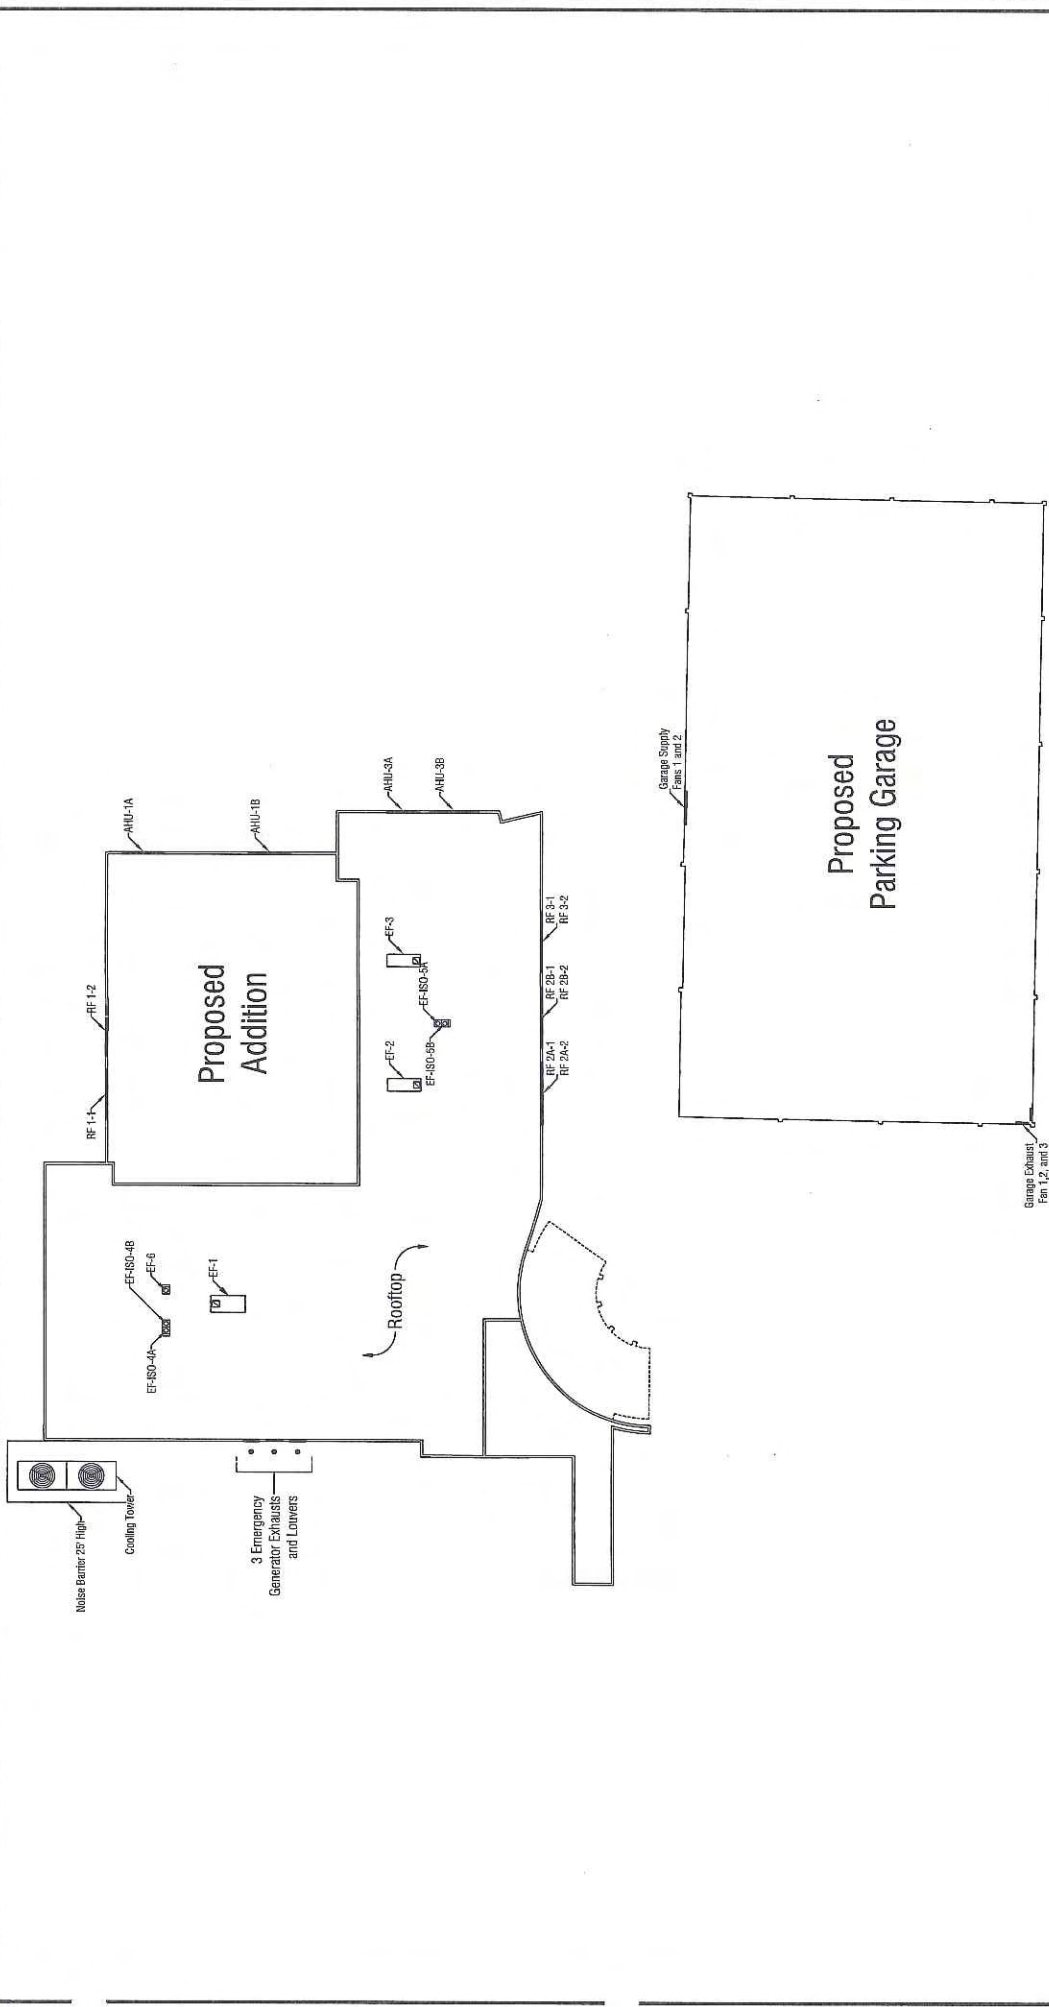 Noise Barrier 25' High
Cooling Tower
3 Emergency
Generator Exhausts
and Louvers
EF-ISO-4A
EF-ISO-4B
EF-6
EF-1
Rooftop
RF 1-1
RF 1-2
Proposed
Addition
AHU-1A
AHU-1B
EF-2
EF-ISO-5B
EF-ISO-5A
EF-3
AHU-3A
AHU-3B
RF 2A-1
RF 2A-2
RF 2B-1
RF 2B-2
RF 3-1
RF 3-2
Garage Supply
Fans 1 and 2
Proposed
Parking Garage
Garage Exhaust
Fan 1,2, and 3